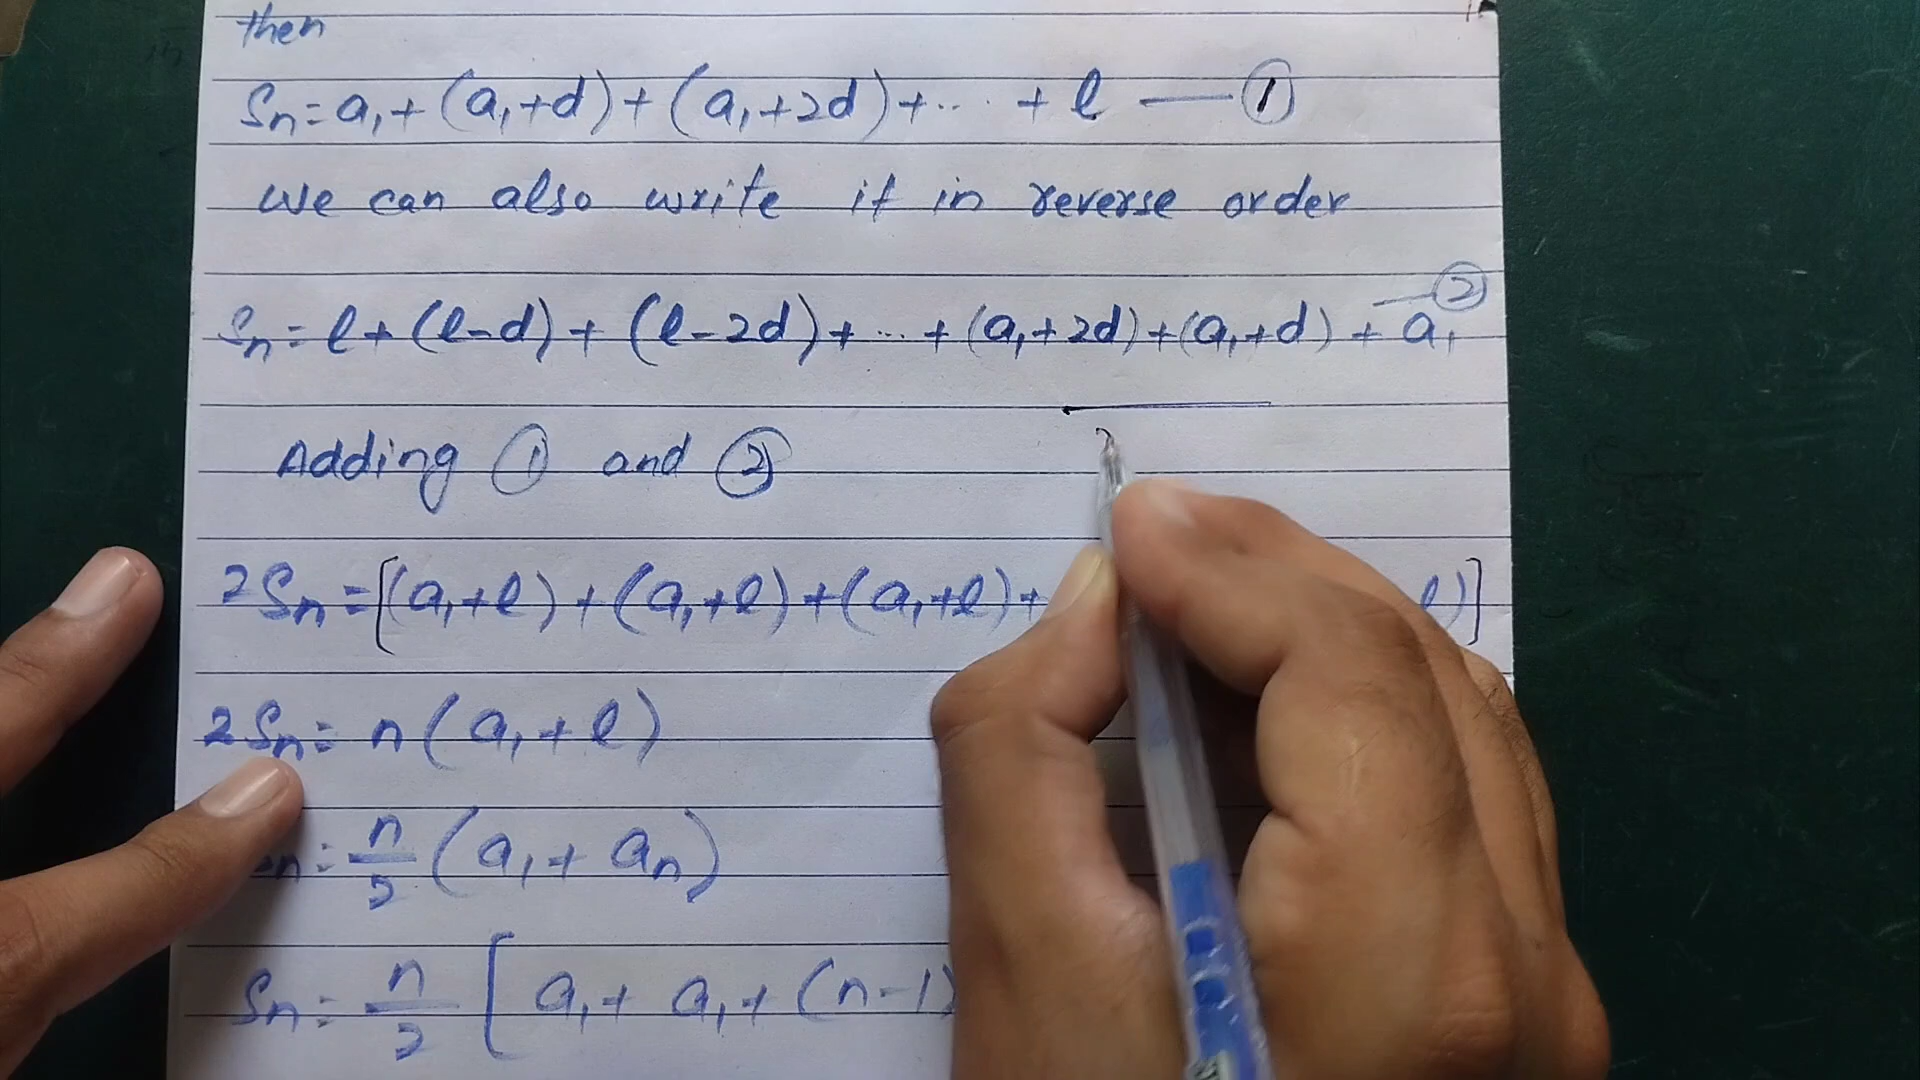 then
Sn = a₁ + (a₁+d) + (a₁+2d) + ... + l — ①
We can also write it in reverse order
Sn = l + (l-d) + (l-2d) + ... + (a₁+2d) + (a₁+d) + a₁ — ②
Adding ① and ②
2Sn = [(a₁+l) + (a₁+l) + (a₁+l) + l)]
2Sn = n(a₁+l)
n = n/2 (a₁ + an)
Sn = n/2 [a₁ + a₁ + (n-1)